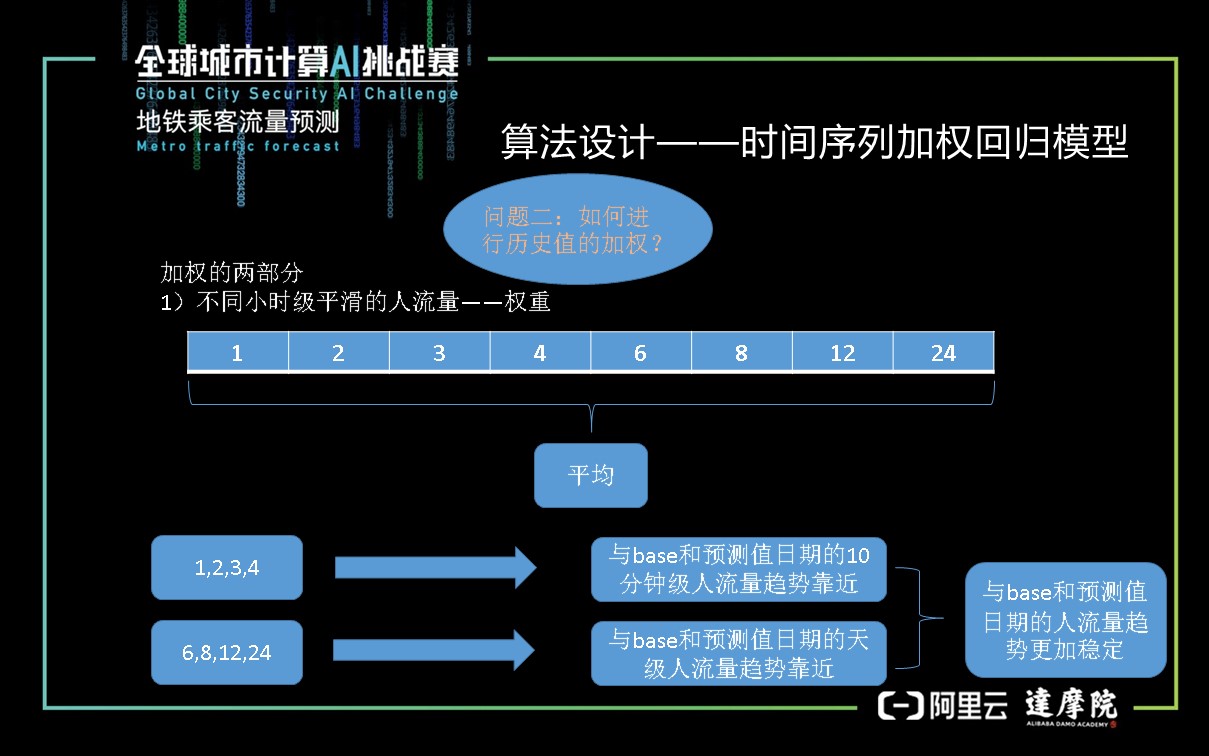 全球城市计算AI挑战赛
Global City Security AI Challenge
地铁乘客流量预测
Metro traffic forecast
算法设计——时间序列加权回归模型
问题二：如何进
行历史值的加权？
加权的两部分
1）不同小时级平滑的人流量——权重
1 2 3 4 6 8 12 24
平均
1,2,3,4
与base和预测值日期的10
分钟级人流量趋势靠近
6,8,12,24
与base和预测值日期的天
级人流量趋势靠近
与base和预测值
日期的人流量趋
势更加稳定
阿里云
達摩院
ALIBABA DAMO ACADEMY